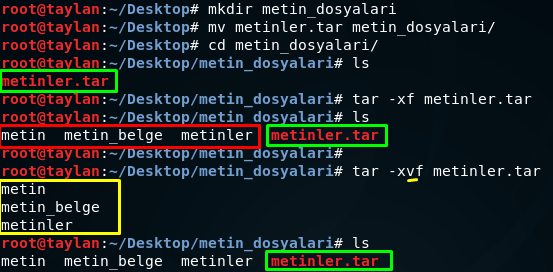 root@taylan:~/Desktop# mkdir metin_dosyalari
root@taylan:~/Desktop# mv metinler.tar metin_dosyalari/
root@taylan:~/Desktop# cd metin_dosyalari/
root@taylan:~/Desktop/metin_dosyalari# ls
metinler.tar
root@taylan:~/Desktop/metin_dosyalari# tar -xf metinler.tar
root@taylan:~/Desktop/metin_dosyalari# ls
metin  metin_belge  metinler  metinler.tar
root@taylan:~/Desktop/metin_dosyalari#
root@taylan:~/Desktop/metin_dosyalari# tar -xvf metinler.tar
metin
metin_belge
metinler
root@taylan:~/Desktop/metin_dosyalari# ls
metin  metin_belge  metinler  metinler.tar